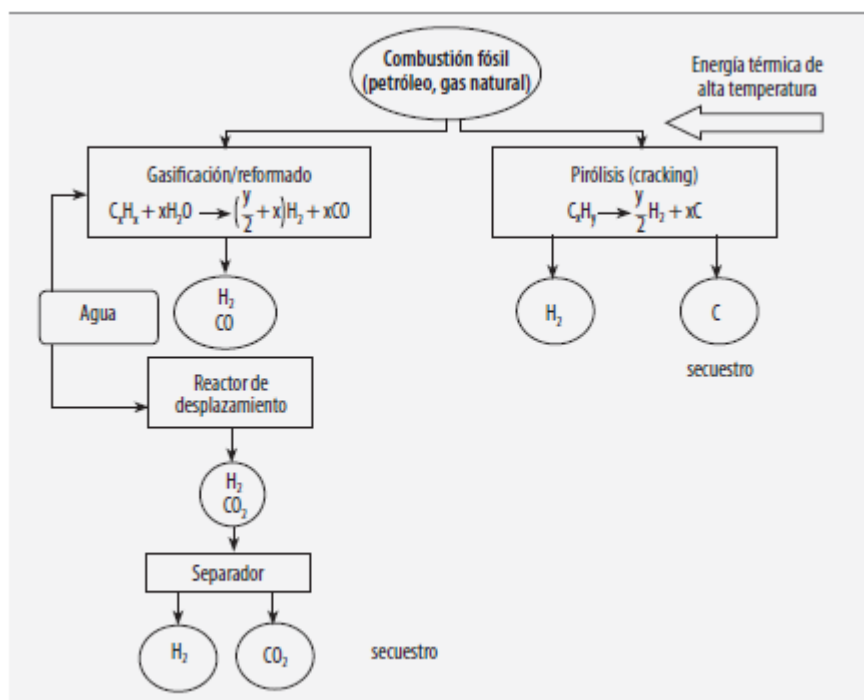 Combustión fósil
(petróleo, gas natural)
Energía térmica de
alta temperatura
Gasificación/reformado
CₓHₓ + xH₂O ⟶ (y/2 + x)H₂ + xCO
Pirólisis (cracking)
CₓHᵧ ⟶ y/2 H₂ + xC
Agua
H₂
CO
H₂
C
secuestro
Reactor de
desplazamiento
H₂
CO₂
Separador
H₂
CO₂
secuestro